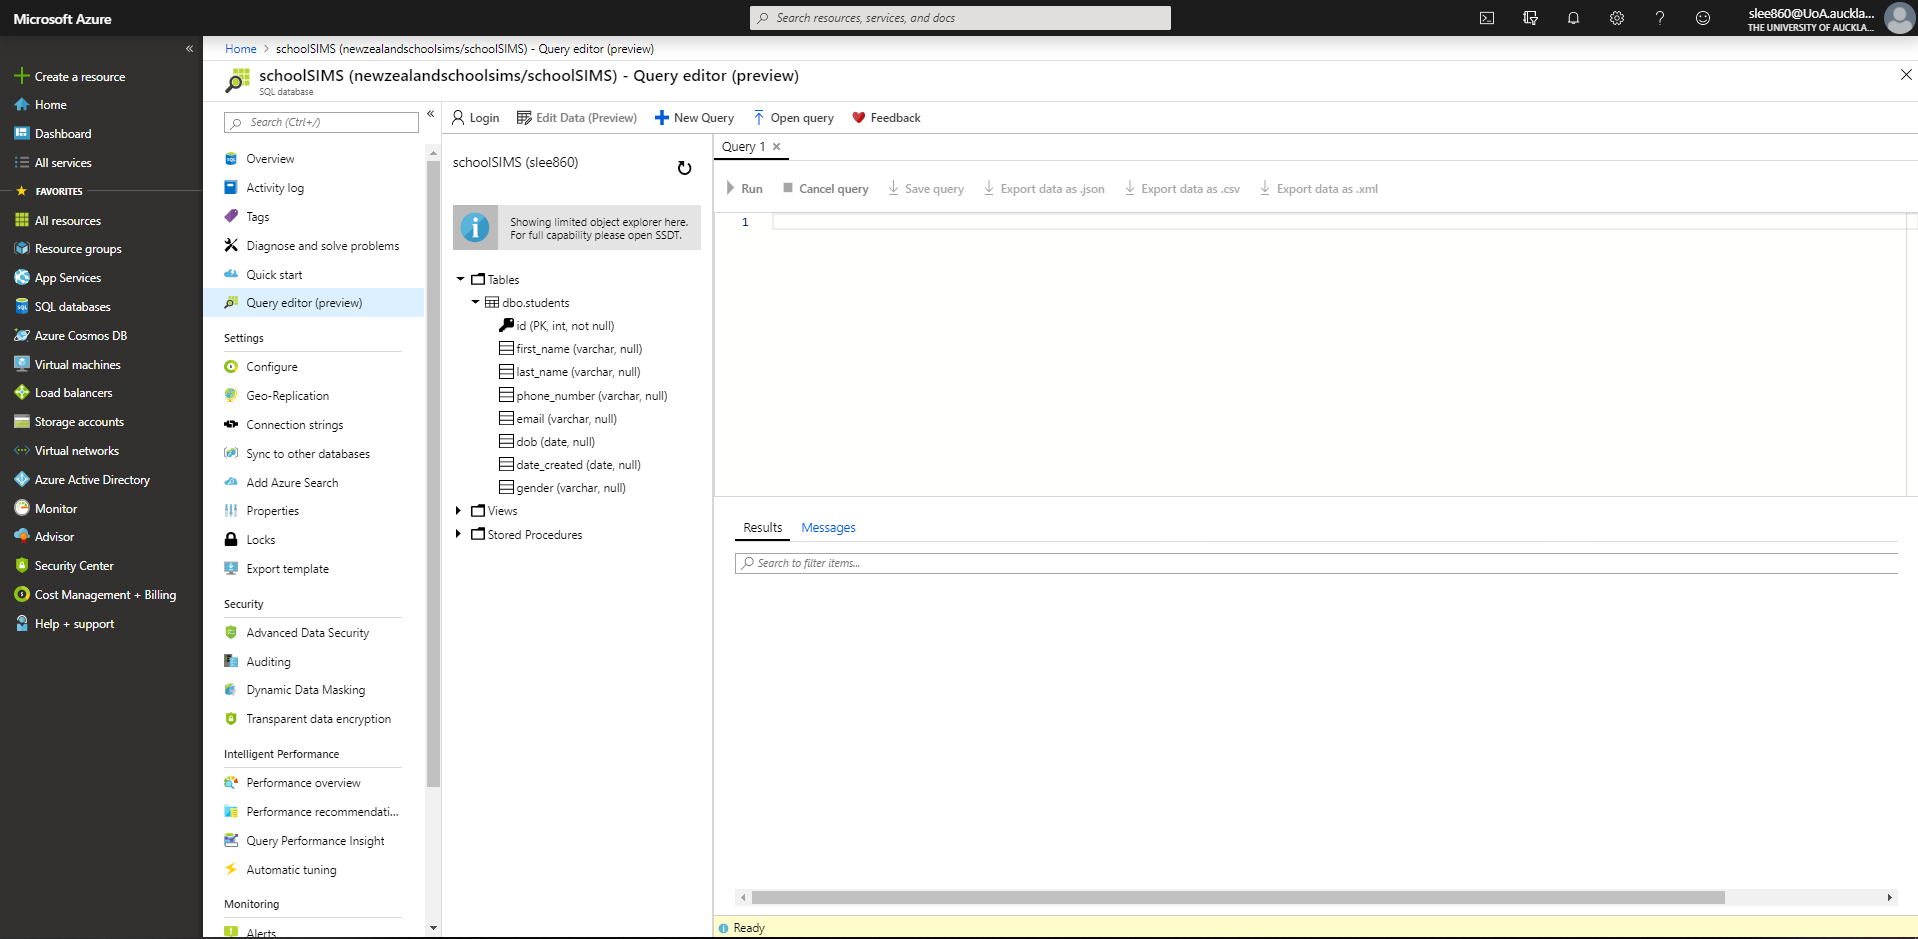 Microsoft Azure
Search resources, services, and docs
slee860@UoA.auckla...
THE UNIVERSITY OF AUCKLA...
Create a resource
Home
Dashboard
All services
FAVORITES
All resources
Resource groups
App Services
SQL databases
Azure Cosmos DB
Virtual machines
Load balancers
Storage accounts
Virtual networks
Azure Active Directory
Monitor
Advisor
Security Center
Cost Management + Billing
Help + support
Home > schoolSIMS (newzealandschoolsims/schoolSIMS) - Query editor (preview)
schoolSIMS (newzealandschoolsims/schoolSIMS) - Query editor (preview)
SQL database
Search (Ctrl+/)
Overview
Activity log
Tags
Diagnose and solve problems
Quick start
Query editor (preview)
Settings
Configure
Geo-Replication
Connection strings
Sync to other databases
Add Azure Search
Properties
Locks
Export template
Security
Advanced Data Security
Auditing
Dynamic Data Masking
Transparent data encryption
Intelligent Performance
Performance overview
Performance recommendati...
Query Performance Insight
Automatic tuning
Monitoring
Alerts
Login Edit Data (Preview) New Query Open query Feedback
schoolSIMS (slee860)
Showing limited object explorer here.
For full capability please open SSDT.
Tables
dbo.students
id (PK, int, not null)
first_name (varchar, null)
last_name (varchar, null)
phone_number (varchar, null)
email (varchar, null)
dob (date, null)
date_created (date, null)
gender (varchar, null)
Views
Stored Procedures
Query 1
Run Cancel query Save query Export data as .json Export data as .csv Export data as .xml
1
Results Messages
Search to filter items...
Ready